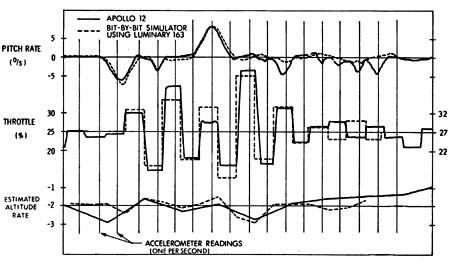 APOLLO 12
BIT-BY-BIT SIMULATOR
USING LUMINARY 163
PITCH RATE
(°/s)
5
0
-5
THROTTLE
(%)
30
25
20
32
27
22
ESTIMATED
ALTITUDE
RATE
-1
-2
-3
ACCELEROMETER READINGS
(ONE PER SECOND)